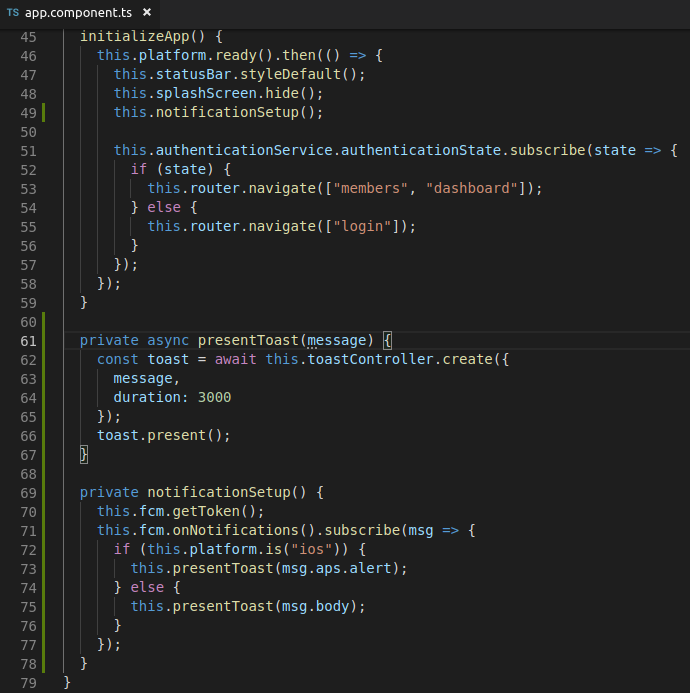 TS app.component.ts ×
45 initializeApp() {
46 this.platform.ready().then(() => {
47 this.statusBar.styleDefault();
48 this.splashScreen.hide();
49 this.notificationSetup();
50
51 this.authenticationService.authenticationState.subscribe(state => {
52 if (state) {
53 this.router.navigate(["members", "dashboard"]);
54 } else {
55 this.router.navigate(["login"]);
56 }
57 });
58 });
59 }
60
61 private async presentToast(message) {
62 const toast = await this.toastController.create({
63 message,
64 duration: 3000
65 });
66 toast.present();
67 }
68
69 private notificationSetup() {
70 this.fcm.getToken();
71 this.fcm.onNotifications().subscribe(msg => {
72 if (this.platform.is("ios")) {
73 this.presentToast(msg.aps.alert);
74 } else {
75 this.presentToast(msg.body);
76 }
77 });
78 }
79 }